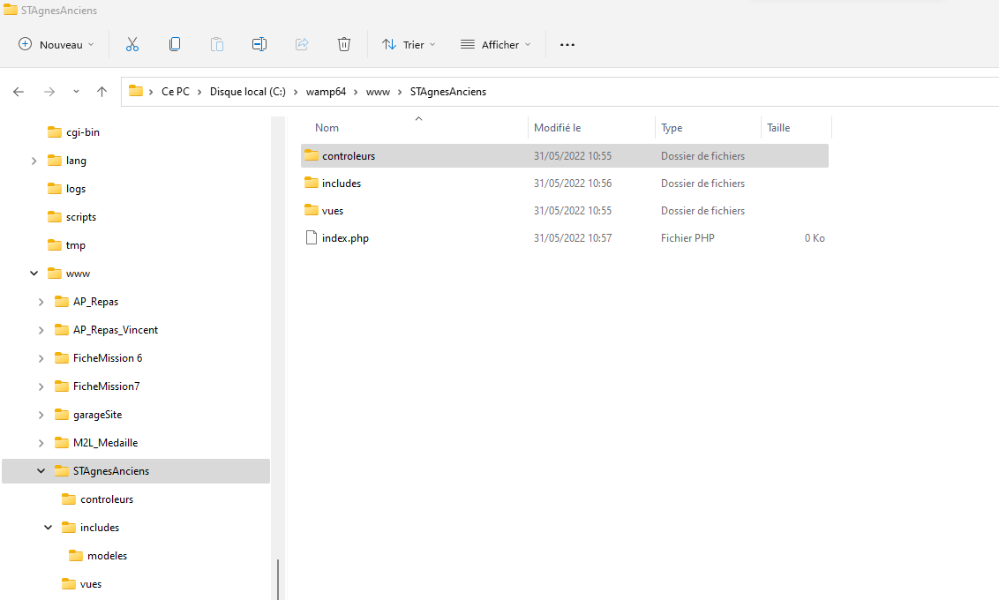 STAgnesAnciens
Nouveau Trier Afficher
Ce PC Disque local (C:) wamp64 www STAgnesAnciens
cgi-bin
lang
logs
scripts
tmp
www
AP_Repas
AP_Repas_Vincent
FicheMission 6
FicheMission7
garageSite
M2L_Medaille
STAgnesAnciens
controleurs
includes
modeles
vues
Nom Modifié le Type Taille
controleurs 31/05/2022 10:55 Dossier de fichiers
includes 31/05/2022 10:56 Dossier de fichiers
vues 31/05/2022 10:55 Dossier de fichiers
index.php 31/05/2022 10:57 Fichier PHP 0 Ko